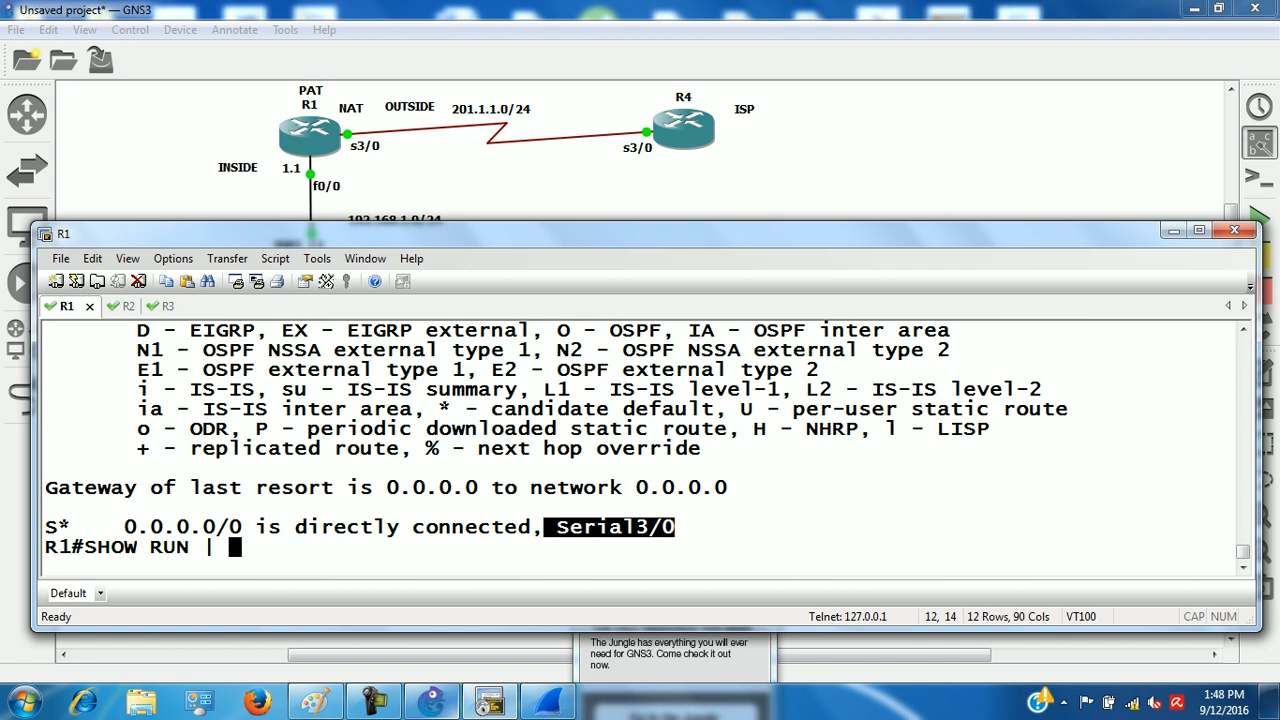 Unsaved project* — GNS3
File Edit View Control Device Annotate Tools Help
PAT
R1
NAT
OUTSIDE
201.1.1.0/24
R4
ISP
s3/0
s3/0
INSIDE
1.1
f0/0
192.168.1.0/24
R1
File Edit View Options Transfer Script Tools Window Help
R1 R2 R3
D - EIGRP, EX - EIGRP external, O - OSPF, IA - OSPF inter area
N1 - OSPF NSSA external type 1, N2 - OSPF NSSA external type 2
E1 - OSPF external type 1, E2 - OSPF external type 2
i - IS-IS, su - IS-IS summary, L1 - IS-IS level-1, L2 - IS-IS level-2
ia - IS-IS inter area, * - candidate default, U - per-user static route
o - ODR, P - periodic downloaded static route, H - NHRP, l - LISP
+ - replicated route, % - next hop override
Gateway of last resort is 0.0.0.0 to network 0.0.0.0
S* 0.0.0.0/0 is directly connected, Serial3/0
R1#SHOW RUN |
Default
Ready Telnet: 127.0.0.1 12, 14 12 Rows, 90 Cols VT100 CAP NUM
The Jungle has everything you will ever
need for GNS3. Come check it out
now.
1:48 PM
9/12/2016